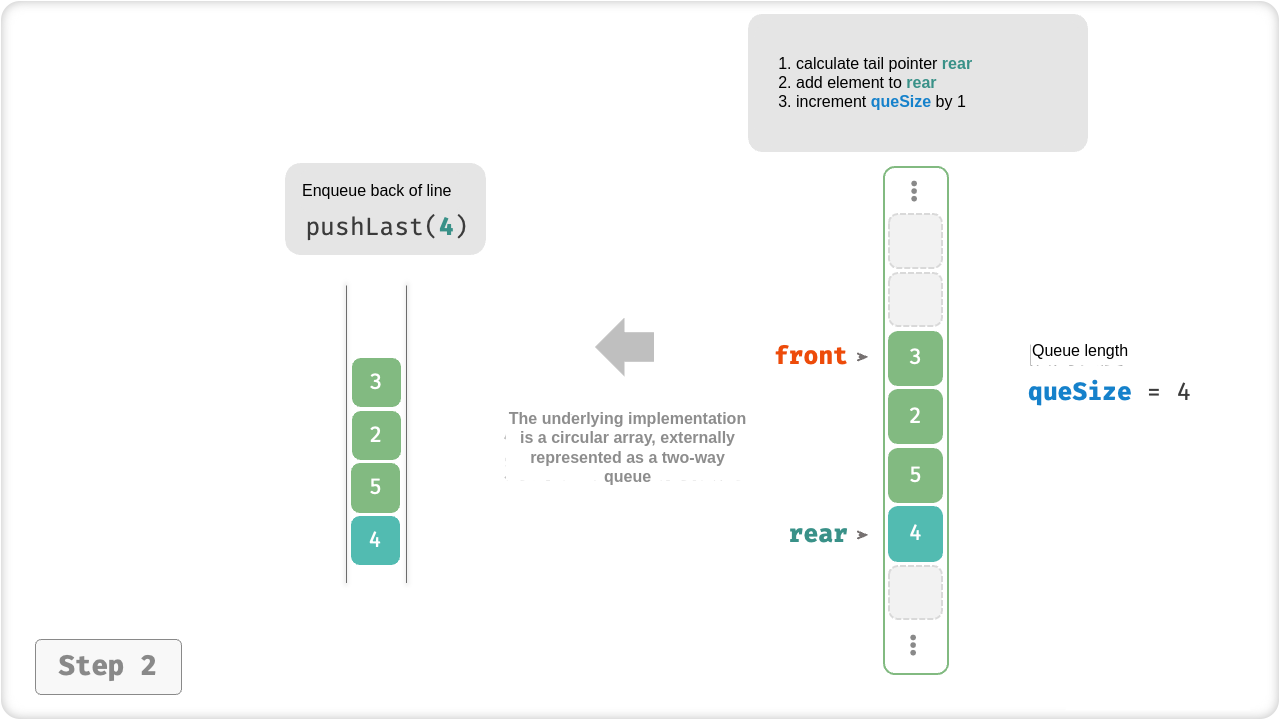 1. calculate tail pointer rear
2. add element to rear
3. increment queSize by 1
Enqueue back of line
pushLast(4)
3
2
5
4
The underlying implementation
is a circular array, externally
represented as a two-way
queue
front
rear
3
2
5
4
Queue length
queSize = 4
Step 2